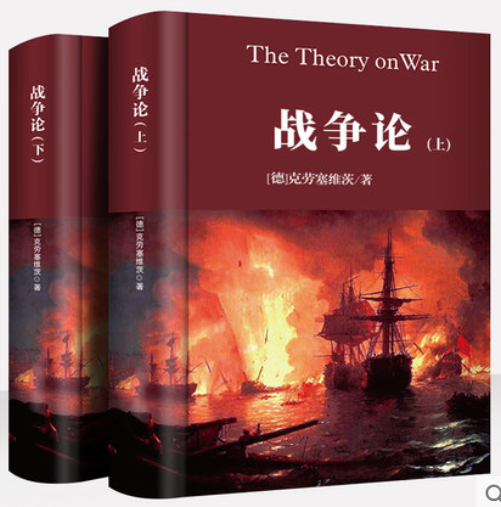 战争论(下)
[德]克劳塞维茨 著
战争论(上)
[德]克劳塞维茨 著
The Theory onWar
战争论(上)
[德]克劳塞维茨/著